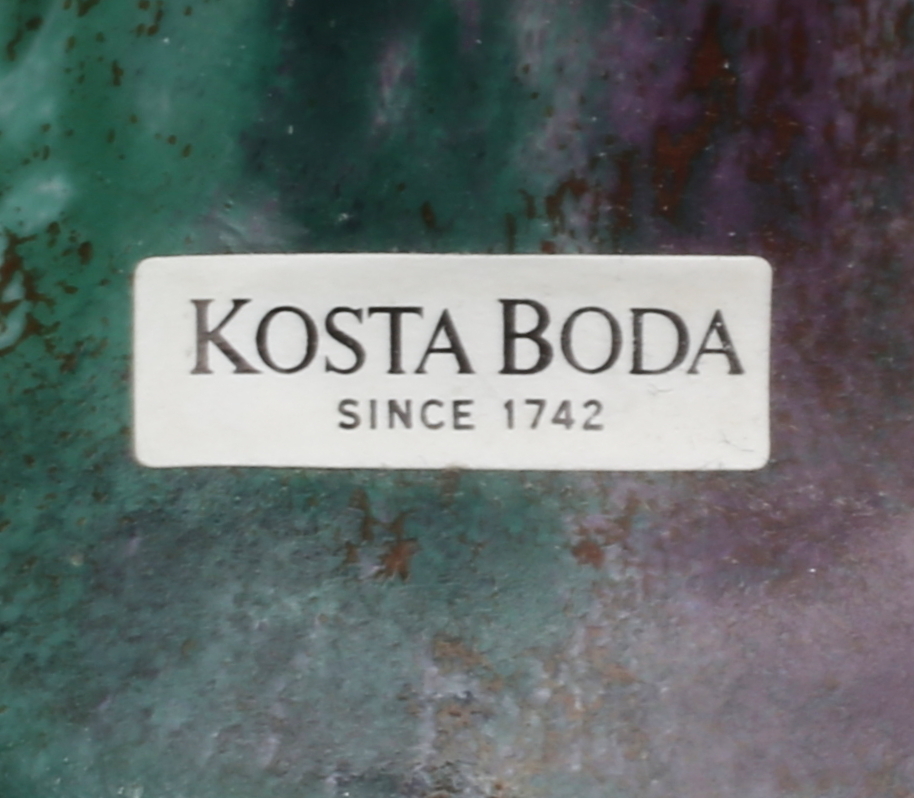 KOSTA BODA
SINCE 1742